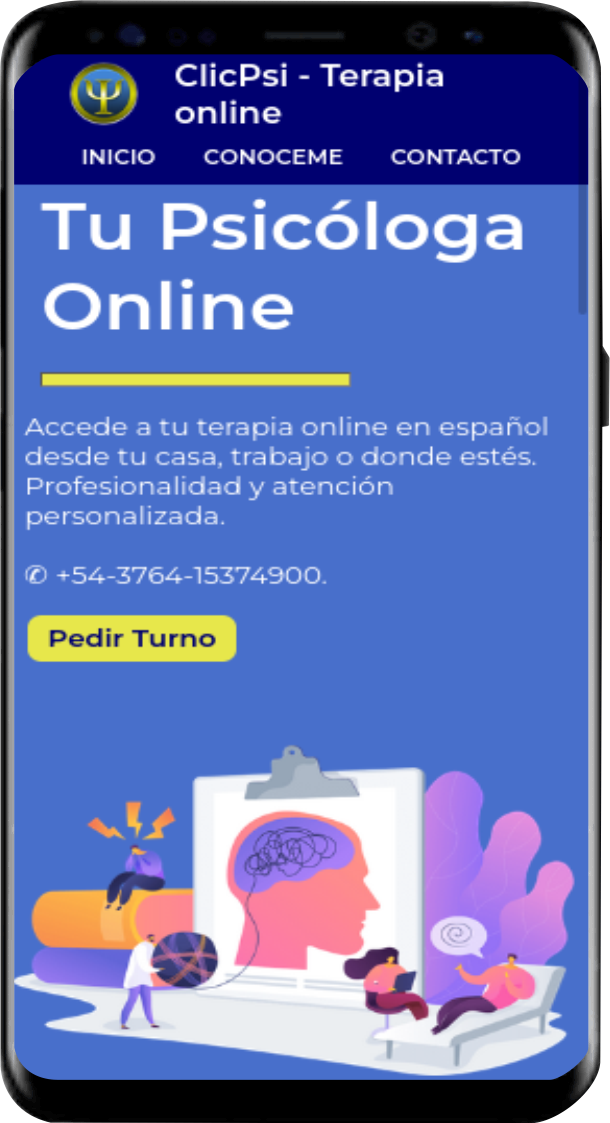 ClicPsi - Terapia
online
INICIO CONOCEME CONTACTO
Tu Psicóloga
Online
Accede a tu terapia online en español
desde tu casa, trabajo o donde estés.
Profesionalidad y atención
personalizada.
✆ +54-3764-15374900.
Pedir Turno